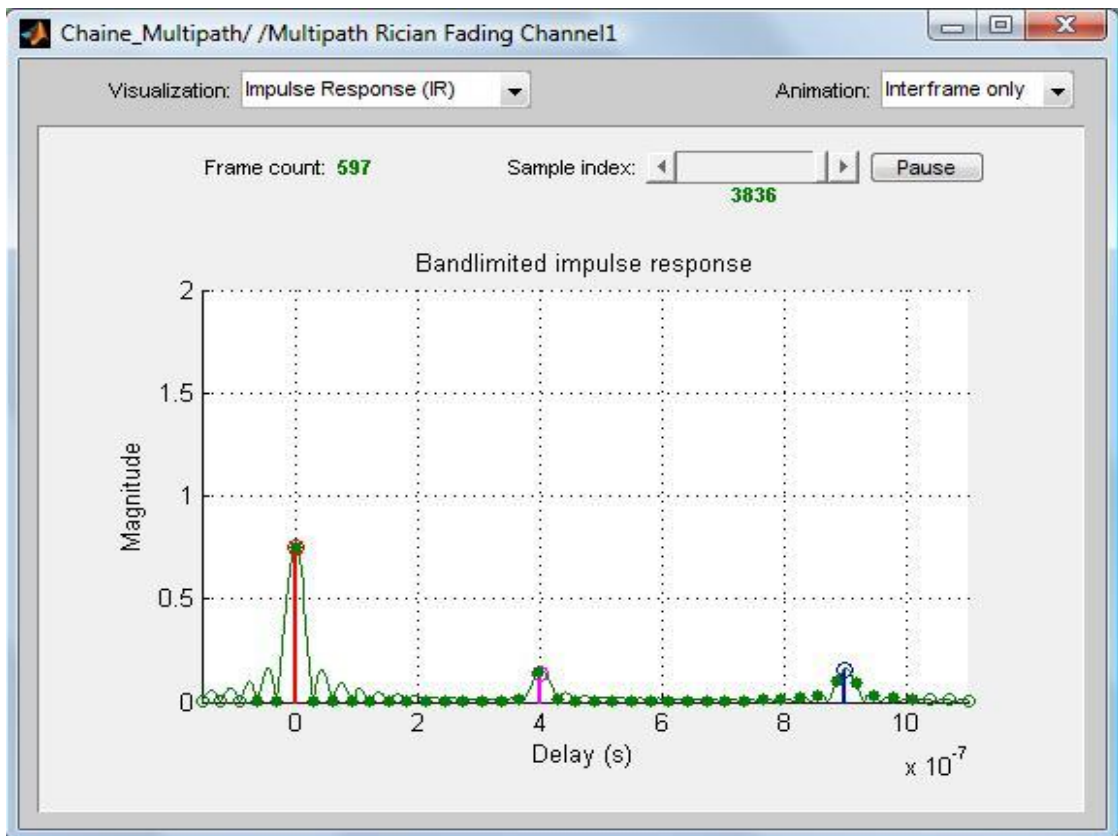 Chaine_Multipath/ /Multipath Rician Fading Channel1
Visualization: Impulse Response (IR) Animation: Interframe only
Frame count: 597 Sample index: Pause
3836
Bandlimited impulse response
2
1.5
1
0.5
0
Magnitude
0 2 4 6 8 10
Delay (s)
x 10^-7